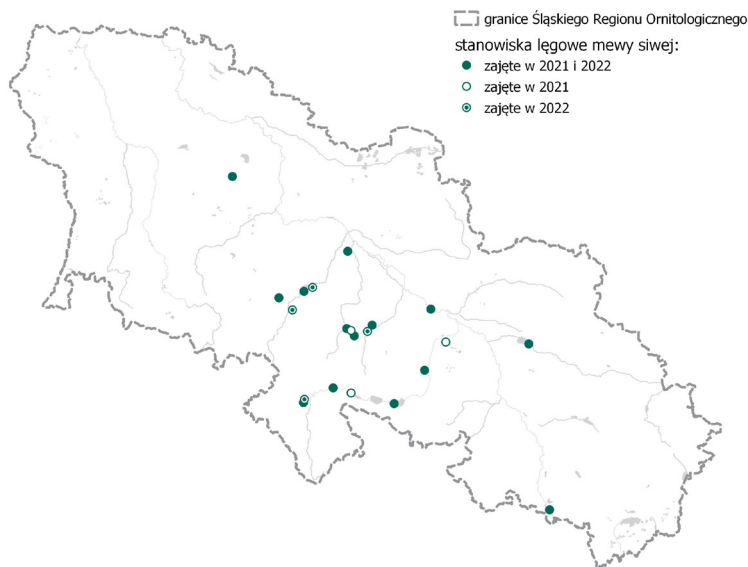 granice Śląskiego Regionu Ornitologicznego
stanowiska lęgowe mewy siwej:
zajęte w 2021 i 2022
zajęte w 2021
zajęte w 2022